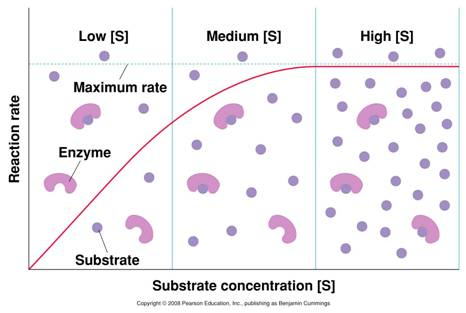 Low [S]
Medium [S]
High [S]
Maximum rate
Reaction rate
Enzyme
Substrate
Substrate concentration [S]
Copyright © 2008 Pearson Education, Inc., publishing as Benjamin Cummings